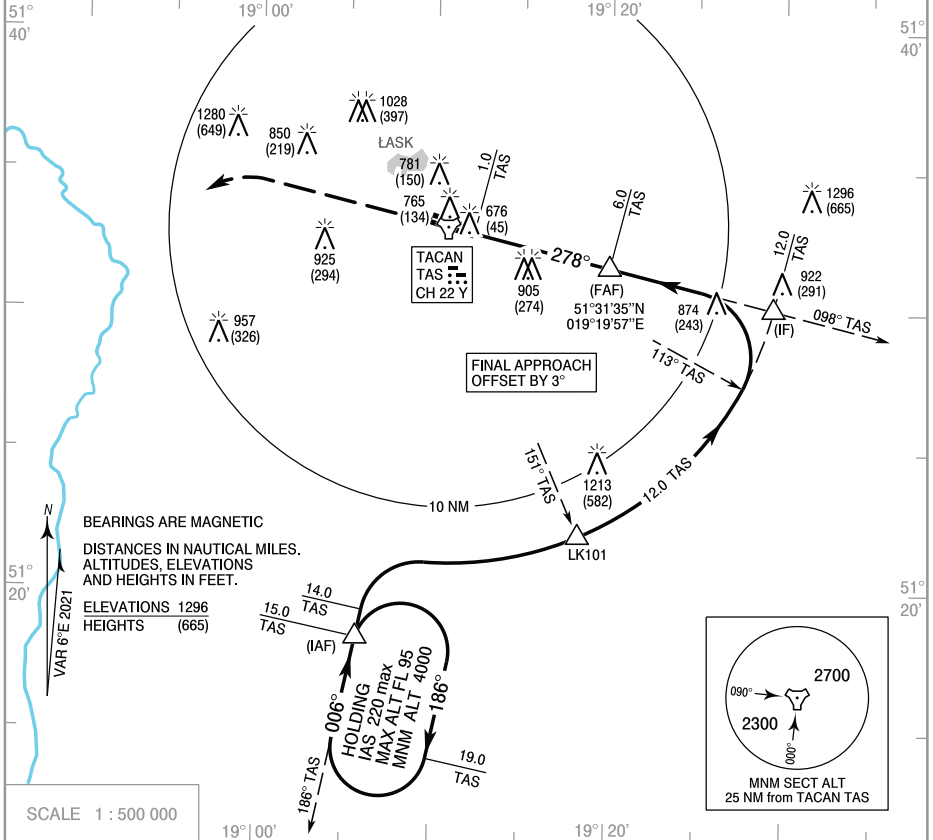 19° 00'
19° 20'
51°
40'
51°
40'
1280
(649)
850
(219)
1028
(397)
ŁASK
781
(150)
765
(134)
676
(45)
1.0
TAS
6.0
TAS
1296
(665)
12.0
TAS
922
(291)
925
(294)
TACAN
TAS
CH 22 Y
278°
905
(274)
(FAF)
51°31'35"N
019°19'57"E
874
(243)
(IF)
098° TAS
957
(326)
FINAL APPROACH
OFFSET BY 3°
113° TAS
151° TAS
1213
(582)
12.0 TAS
10 NM
LK101
N
VAR 6°E 2021
BEARINGS ARE MAGNETIC
DISTANCES IN NAUTICAL MILES.
ALTITUDES, ELEVATIONS
AND HEIGHTS IN FEET.
ELEVATIONS 1296
HEIGHTS (665)
51°
20'
51°
20'
14.0
TAS
15.0
TAS
(IAF)
006°
HOLDING
IAS 220 max
MAX ALT FL 95
MNM ALT 4000
186°
19.0
TAS
186° TAS
2700
090°
2300
000°
MNM SECT ALT
25 NM from TACAN TAS
SCALE 1 : 500 000
19° 00'
19° 20'